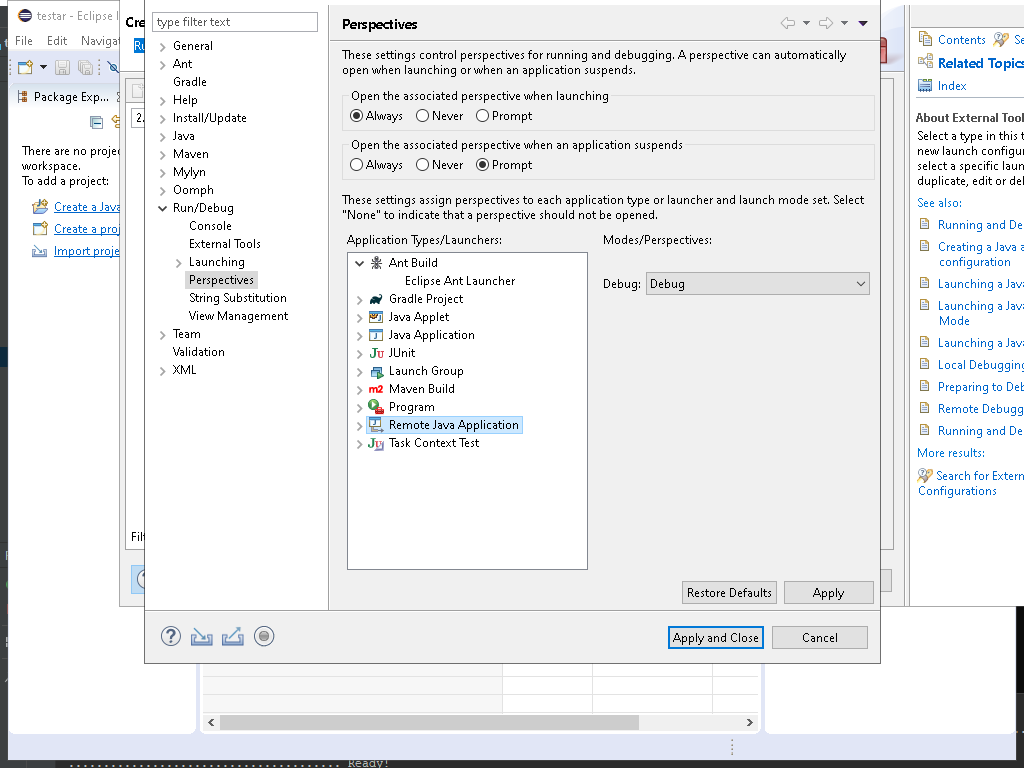 testar - Eclipse I
File Edit Navigat
Package Exp...
There are no proje
workspace.
To add a project:
Create a Java
Create a proj
Import proje
Cre
Ru
2.
Filt
type filter text
General
Ant
Gradle
Help
Install/Update
Java
Maven
Mylyn
Oomph
Run/Debug
Console
External Tools
Launching
Perspectives
String Substitution
View Management
Team
Validation
XML
Perspectives
These settings control perspectives for running and debugging. A perspective can automatically
open when launching or when an application suspends.
Open the associated perspective when launching
Always Never Prompt
Open the associated perspective when an application suspends
Always Never Prompt
These settings assign perspectives to each application type or launcher and launch mode set. Select
"None" to indicate that a perspective should not be opened.
Application Types/Launchers:
Modes/Perspectives:
Ant Build
Eclipse Ant Launcher
Gradle Project
Java Applet
Java Application
JUnit
Launch Group
Maven Build
Program
Remote Java Application
Task Context Test
Debug: Debug
Restore Defaults Apply
Apply and Close Cancel
Contents Se
Related Topics
Index
About External Tool
Select a type in this t
new launch configur
select a specific laun
duplicate, edit or del
See also:
Running and De
Creating a Java a
configuration
Launching a Java
Launching a Java
Mode
Launching a Java
Local Debugging
Preparing to Deb
Remote Debugg
Running and De
More results:
Search for Extern
Configurations
Ready!